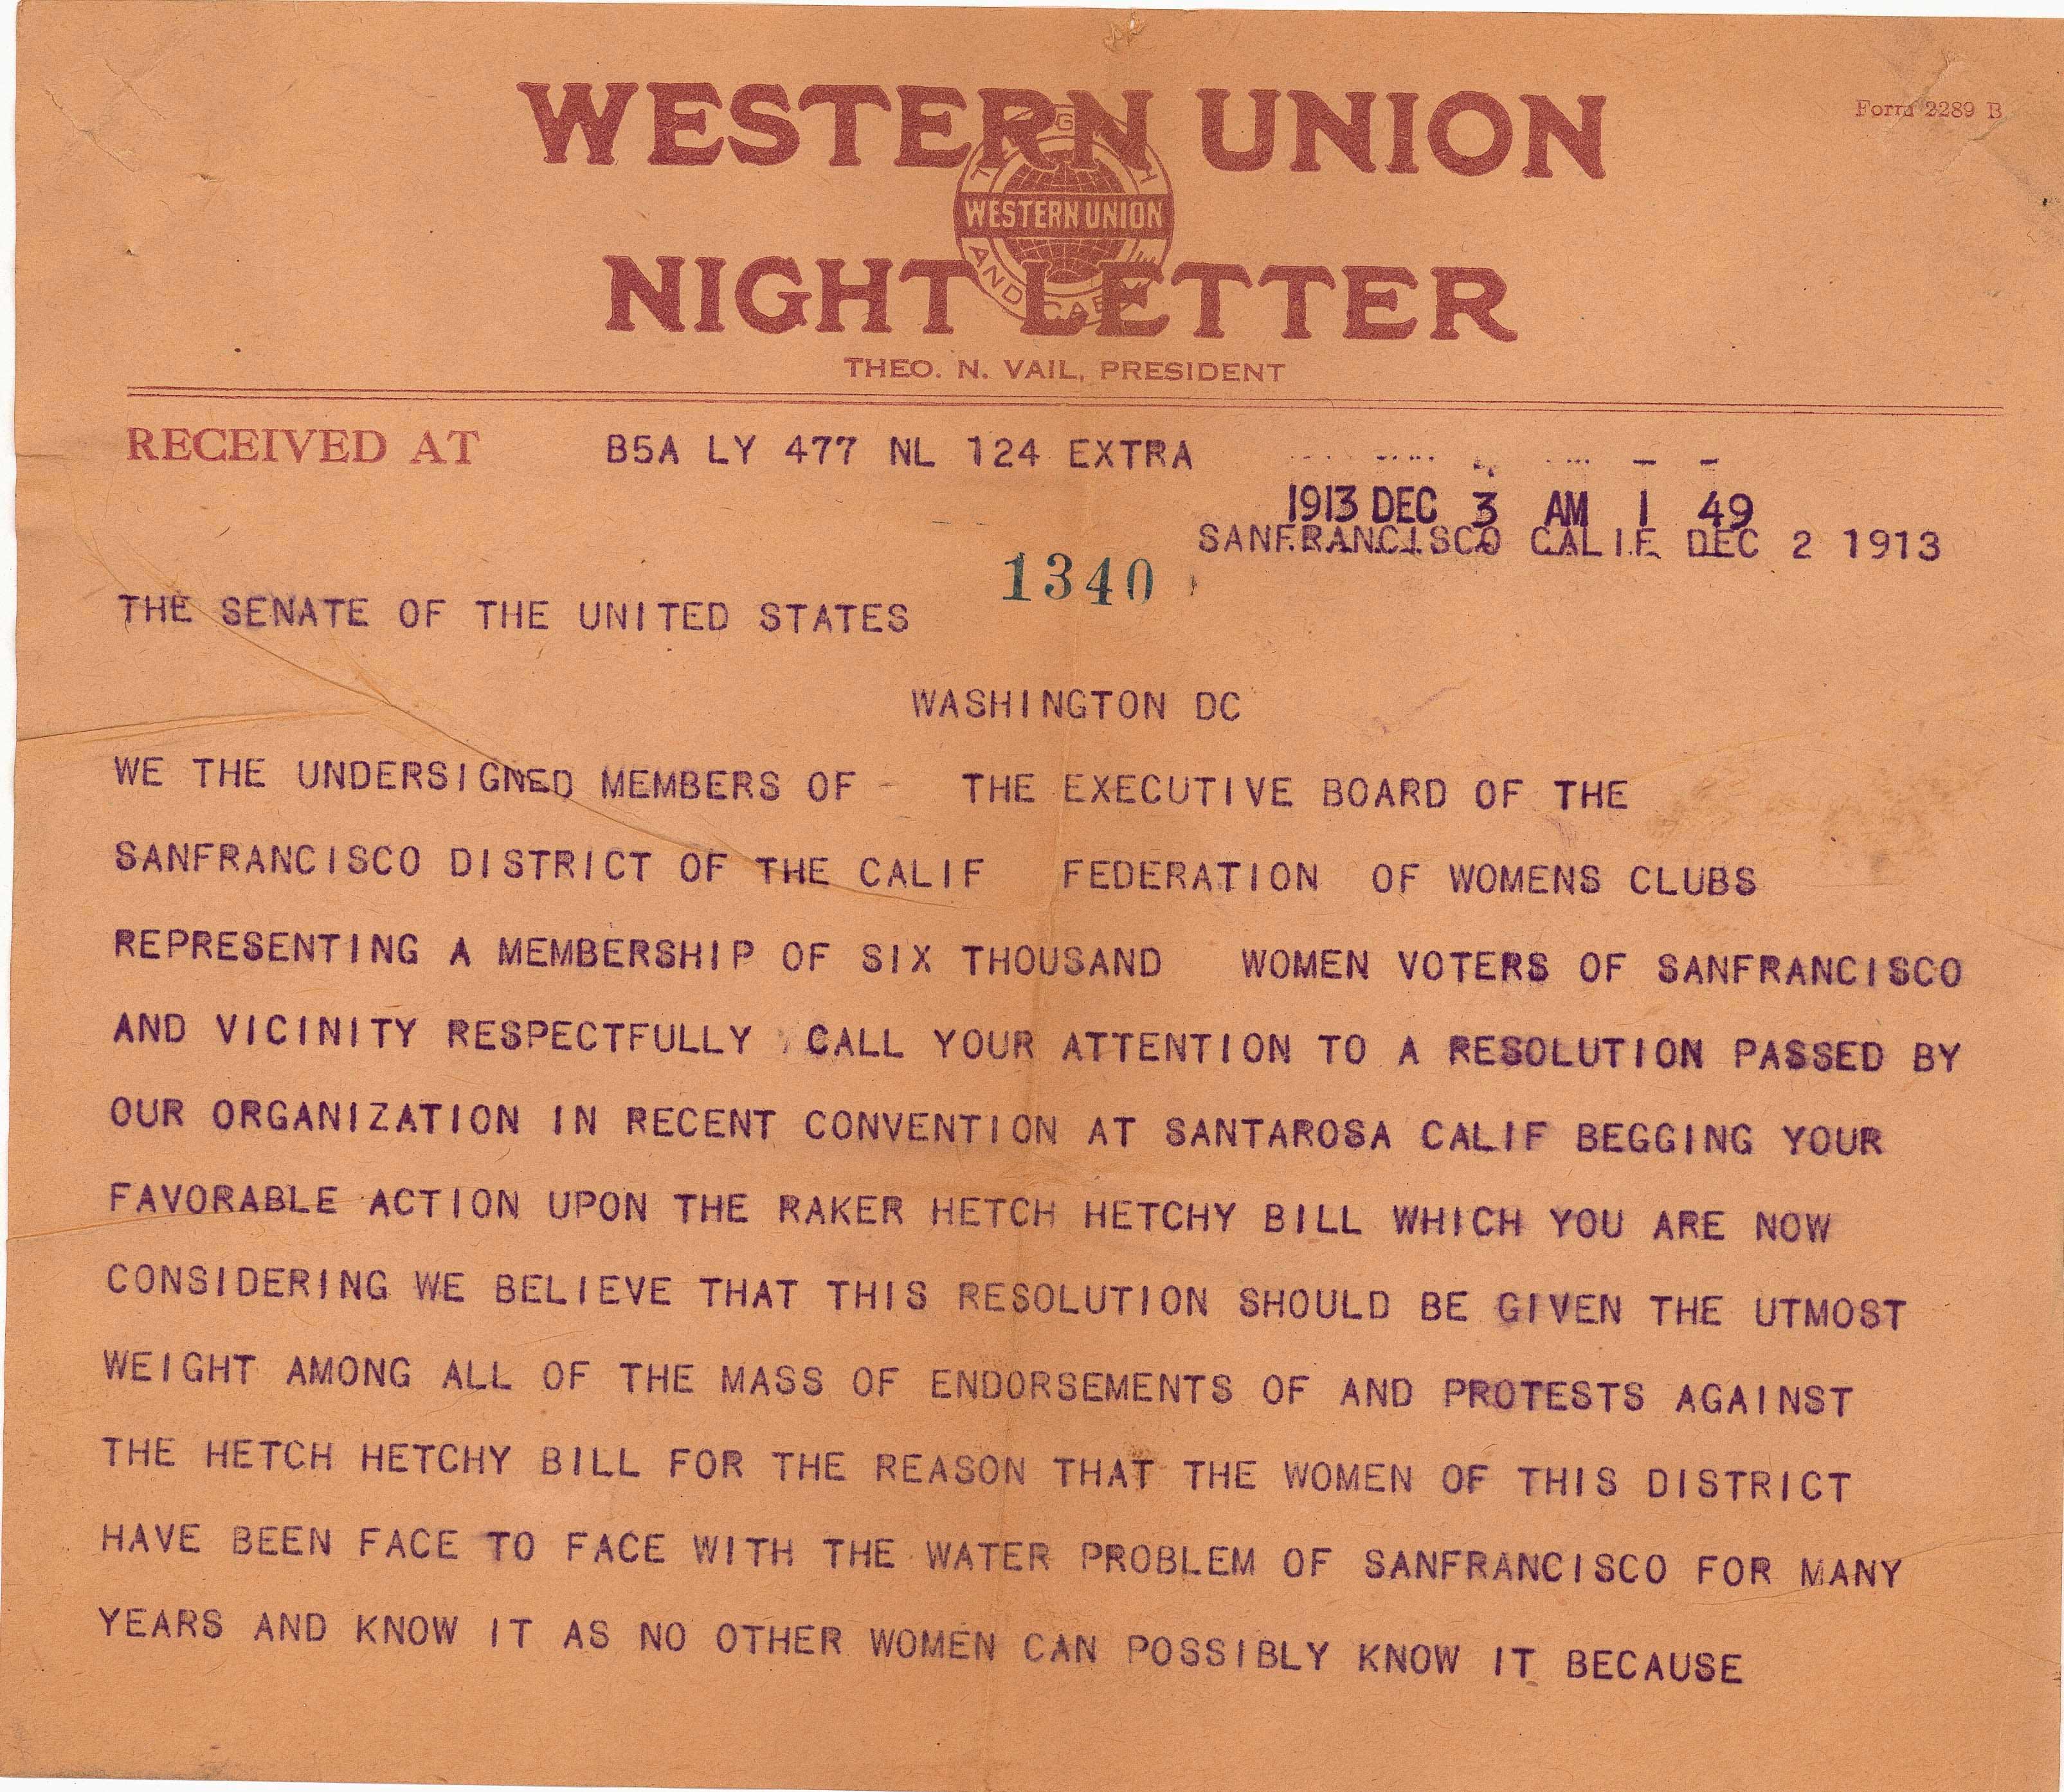 Form 2289 B
WESTERN UNION
TELEGRAPH
WESTERN UNION
AND CABLE
NIGHT LETTER
THEO. N. VAIL, PRESIDENT
RECEIVED AT B5A LY 477 NL 124 EXTRA
1913 DEC 3 AM 1 49
SANFRANCISCO CALIF DEC 2 1913
1340
THE SENATE OF THE UNITED STATES
WASHINGTON DC
WE THE UNDERSIGNED MEMBERS OF THE EXECUTIVE BOARD OF THE
SANFRANCISCO DISTRICT OF THE CALIF FEDERATION OF WOMENS CLUBS
REPRESENTING A MEMBERSHIP OF SIX THOUSAND WOMEN VOTERS OF SANFRANCISCO
AND VICINITY RESPECTFULLY CALL YOUR ATTENTION TO A RESOLUTION PASSED BY
OUR ORGANIZATION IN RECENT CONVENTION AT SANTAROSA CALIF BEGGING YOUR
FAVORABLE ACTION UPON THE RAKER HETCH HETCHY BILL WHICH YOU ARE NOW
CONSIDERING WE BELIEVE THAT THIS RESOLUTION SHOULD BE GIVEN THE UTMOST
WEIGHT AMONG ALL OF THE MASS OF ENDORSEMENTS OF AND PROTESTS AGAINST
THE HETCH HETCHY BILL FOR THE REASON THAT THE WOMEN OF THIS DISTRICT
HAVE BEEN FACE TO FACE WITH THE WATER PROBLEM OF SANFRANCISCO FOR MANY
YEARS AND KNOW IT AS NO OTHER WOMEN CAN POSSIBLY KNOW IT BECAUSE